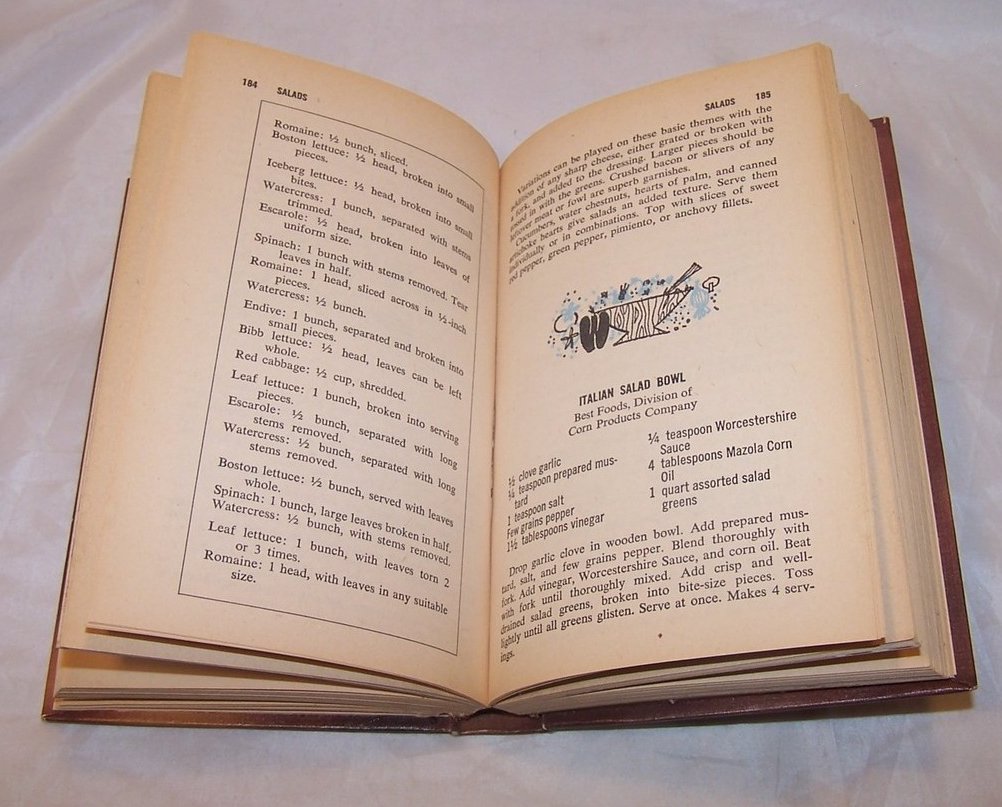 184 SALADS
Romaine: ½ bunch, sliced.
Boston lettuce: ½ head, broken into small
pieces.
Iceberg lettuce: ½ head, broken into small
bites.
Watercress: 1 bunch, separated with stems
trimmed.
Escarole: ½ head, broken into leaves of
uniform size.
Spinach: 1 bunch with stems removed. Tear
leaves in half.
Romaine: 1 head, sliced across in ½-inch
pieces.
Watercress: ½ bunch.
Endive: 1 bunch, separated and broken into
small pieces.
Bibb lettuce: ½ head, leaves can be left
whole.
Red cabbage: ½ cup, shredded.
Leaf lettuce: 1 bunch, broken into serving
pieces.
Escarole: ½ bunch, separated with long
stems removed.
Watercress: ½ bunch, separated with long
stems removed.
Boston lettuce: ½ bunch, served with leaves
whole.
Spinach: 1 bunch, large leaves broken in half.
Watercress: ½ bunch, with stems removed.
Leaf lettuce: 1 bunch, with leaves torn 2
or 3 times.
Romaine: 1 head, with leaves in any suitable
size.
SALADS 185
Variations can be played on these basic themes with the
addition of any sharp cheese, either grated or broken with
a fork, and added to the dressing. Larger pieces should be
tossed in with the greens. Crushed bacon or slivers of any
leftover meat or fowl are superb garnishes.
Cucumbers, water chestnuts, hearts of palm, and canned
artichoke hearts give salads an added texture. Serve them
individually or in combinations. Top with slices of sweet
red pepper, green pepper, pimiento, or anchovy fillets.
ITALIAN SALAD BOWL
Best Foods, Division of
Corn Products Company
½ clove garlic
¼ teaspoon prepared mus-
tard
1 teaspoon salt
Few grains pepper
1½ tablespoons vinegar
¼ teaspoon Worcestershire
Sauce
4 tablespoons Mazola Corn
Oil
1 quart assorted salad
greens
Drop garlic clove in wooden bowl. Add prepared mus-
tard, salt, and few grains pepper. Blend thoroughly with
fork. Add vinegar, Worcestershire Sauce, and corn oil. Beat
with fork until thoroughly mixed. Add crisp and well-
drained salad greens, broken into bite-size pieces. Toss
lightly until all greens glisten. Serve at once. Makes 4 serv-
ings.